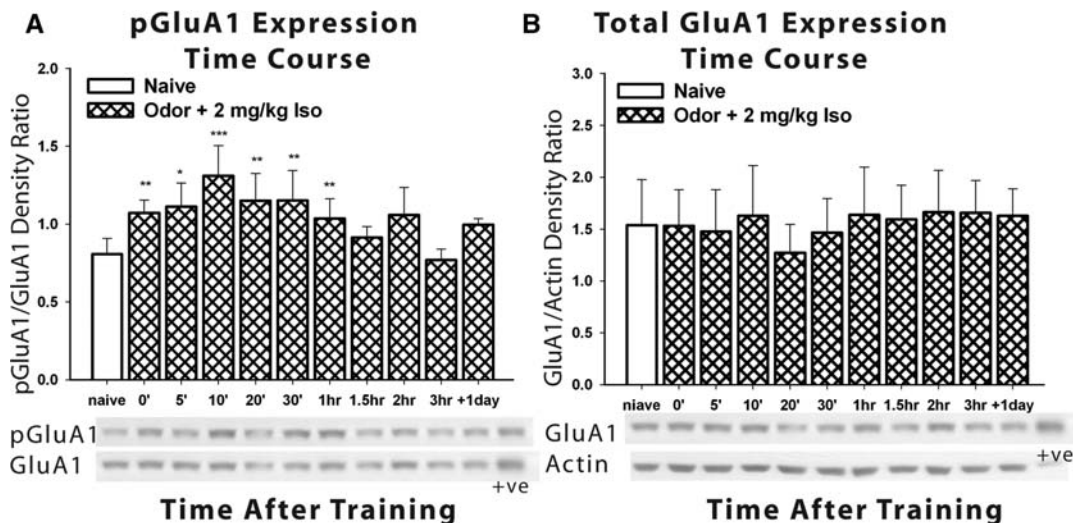 A
pGluA1 Expression
Time Course
pGluA1/GluA1 Density Ratio
2.0
1.5
1.0
0.5
0.0
Naive
Odor + 2 mg/kg Iso
**
*
***
**
**
**
naive 0' 5' 10' 20' 30' 1hr 1.5hr 2hr 3hr +1day
pGluA1
GluA1
+ve
Time After Training
B
Total GluA1 Expression
Time Course
GluA1/Actin Density Ratio
3.0
2.5
2.0
1.5
1.0
0.5
0.0
Naive
Odor + 2 mg/kg Iso
niave 0' 5' 10' 20' 30' 1hr 1.5hr 2hr 3hr +1day
GluA1
Actin
+ve
Time After Training